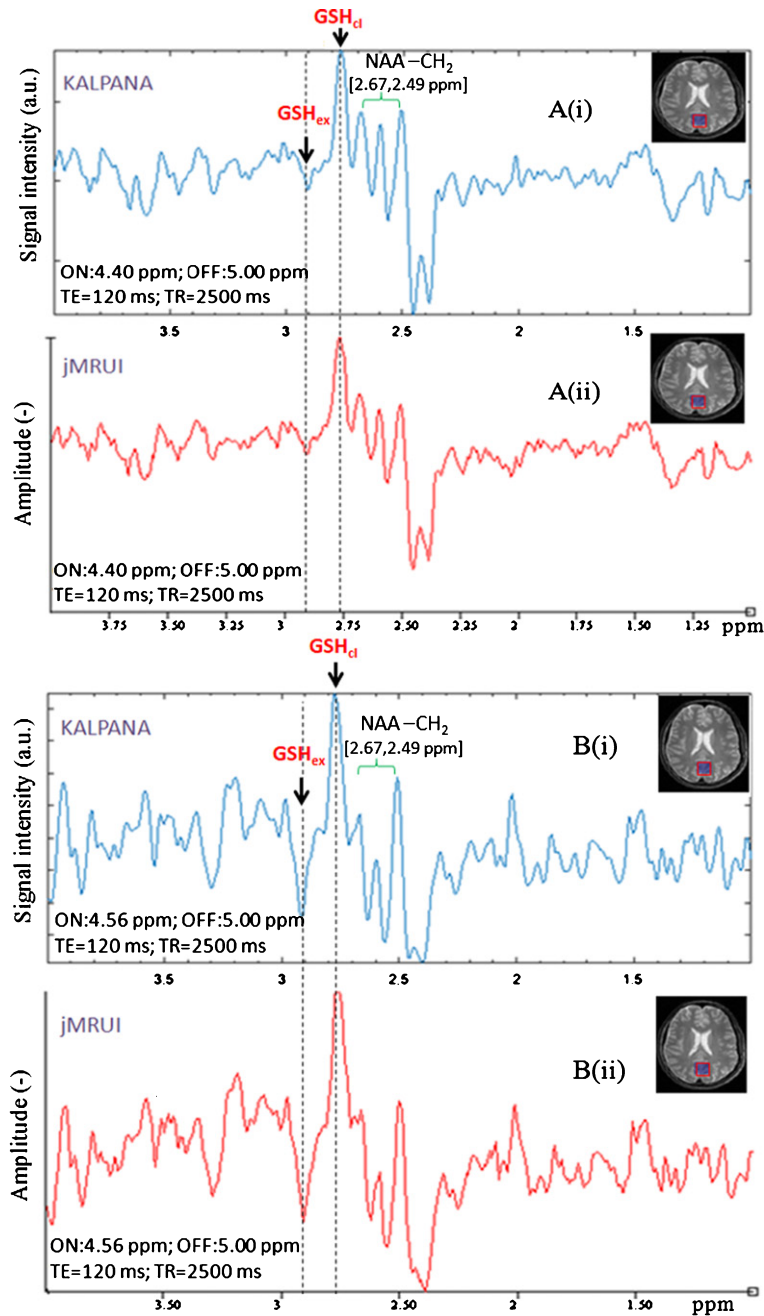 GSHcl
KALPANA
NAA−CH2
[2.67,2.49 ppm]
A(i)
GSHex
Signal intensity (a.u.)
ON:4.40 ppm; OFF:5.00 ppm
TE=120 ms; TR=2500 ms
3.5 3 2.5 2 1.5
jMRUI
A(ii)
Amplitude (-)
ON:4.40 ppm; OFF:5.00 ppm
TE=120 ms; TR=2500 ms
3.75 3.50 3.25 3 2.75 2.50 2.25 2 1.75 1.50 1.25 ppm
GSHcl
KALPANA
NAA−CH2
[2.67,2.49 ppm]
B(i)
GSHex
Signal intensity (a.u.)
ON:4.56 ppm; OFF:5.00 ppm
TE=120 ms; TR=2500 ms
3.5 3 2.5 2 1.5
jMRUI
B(ii)
Amplitude (-)
ON:4.56 ppm; OFF:5.00 ppm
TE=120 ms; TR=2500 ms
3.50 3 2.50 2 1.50 ppm